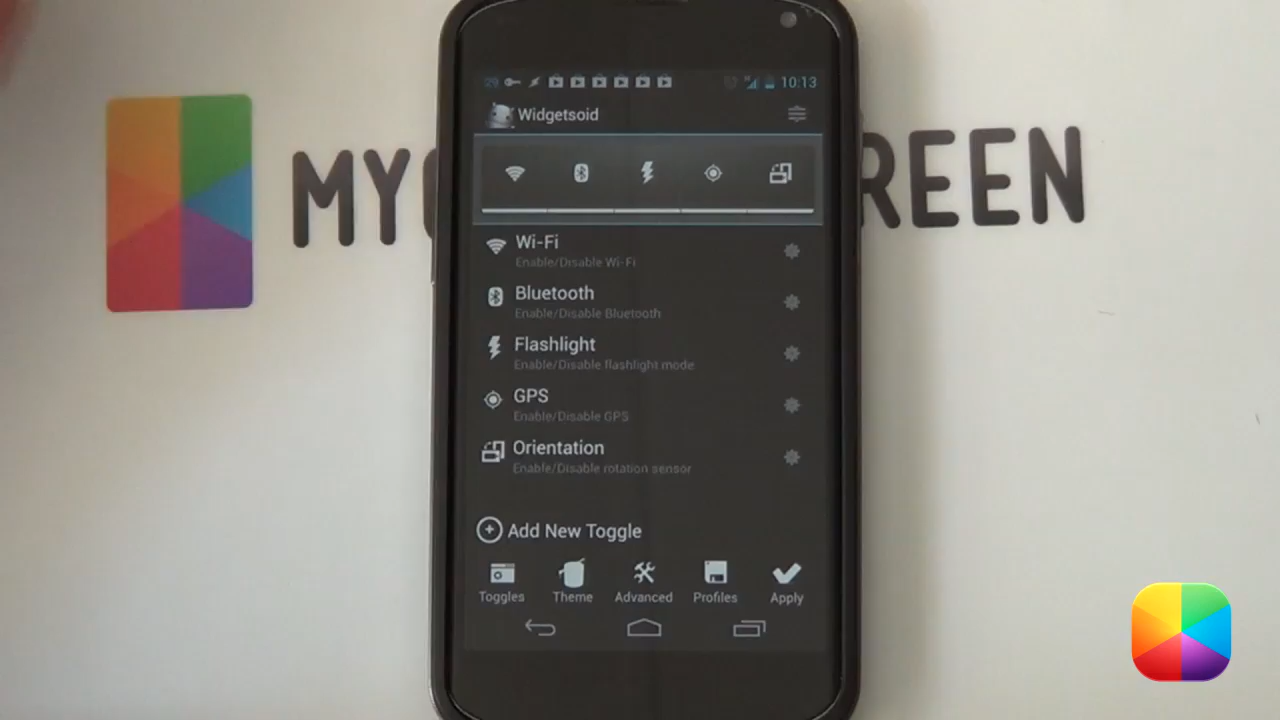 29 10:13
Widgetsoid
MY REEN
Wi-Fi
Enable/Disable Wi-Fi
Bluetooth
Enable/Disable Bluetooth
Flashlight
Enable/Disable flashlight mode
GPS
Enable/Disable GPS
Orientation
Enable/Disable rotation sensor
Add New Toggle
Toggles Theme Advanced Profiles Apply